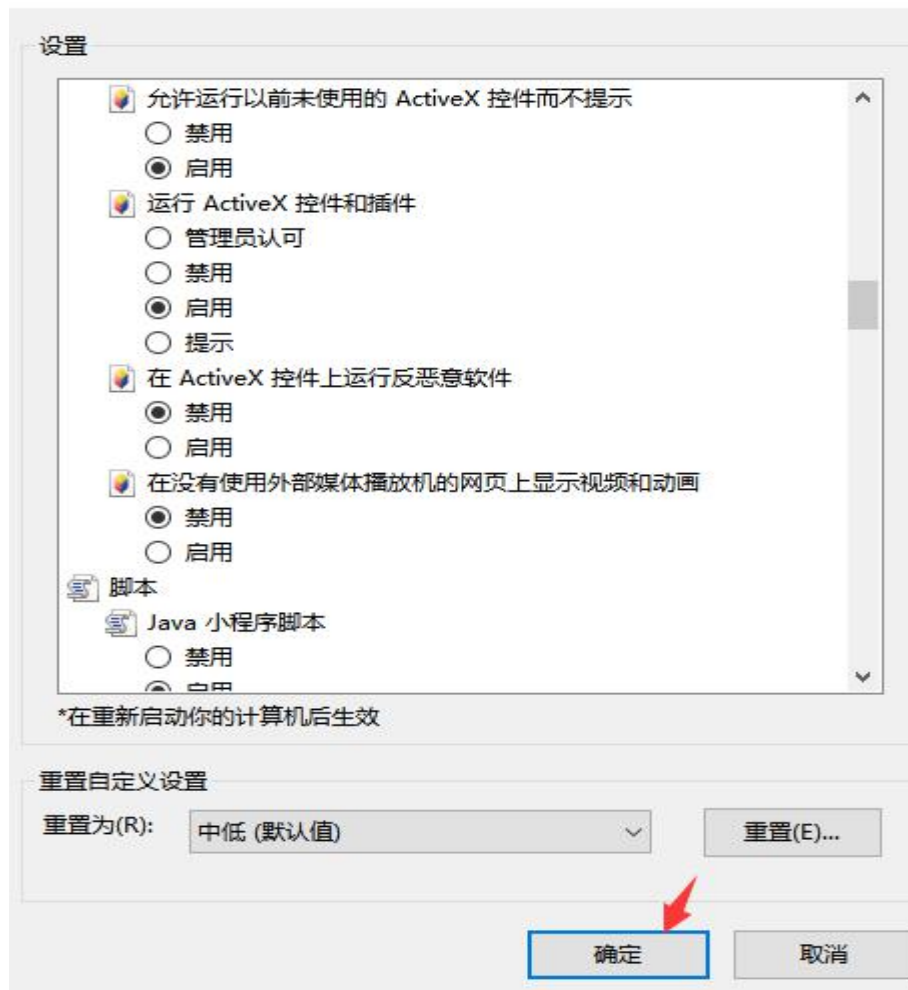 设置
允许运行以前未使用的 ActiveX 控件而不提示
禁用
启用
运行 ActiveX 控件和插件
管理员认可
禁用
启用
提示
在 ActiveX 控件上运行反恶意软件
禁用
启用
在没有使用外部媒体播放机的网页上显示视频和动画
禁用
启用
脚本
Java 小程序脚本
禁用
启用
*在重新启动你的计算机后生效
重置自定义设置
重置为(R): 中低 (默认值) 重置(E)...
确定 取消